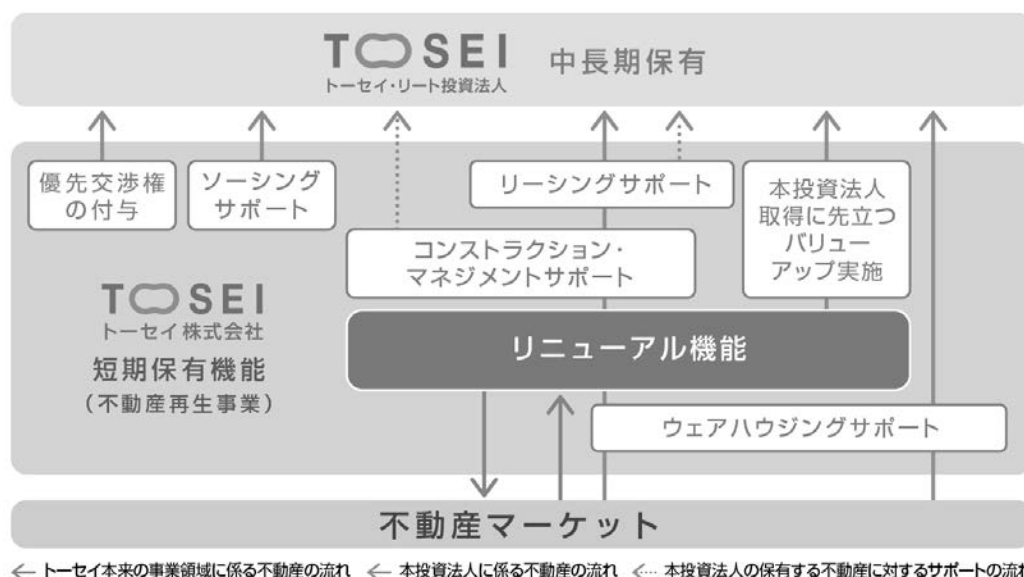 TOSEI 中長期保有
トーセイ・リート投資法人
優先交渉権
の付与
ソーシング
サポート
リーシングサポート
本投資法人
取得に先立つ
バリュー
アップ実施
コンストラクション・
マネジメントサポート
TOSEI
トーセイ株式会社
短期保有機能
(不動産再生事業)
リニューアル機能
ウェアハウジングサポート
不動産マーケット
← トーセイ本来の事業領域に係る不動産の流れ ← 本投資法人に係る不動産の流れ <… 本投資法人の保有する不動産に対するサポートの流れ